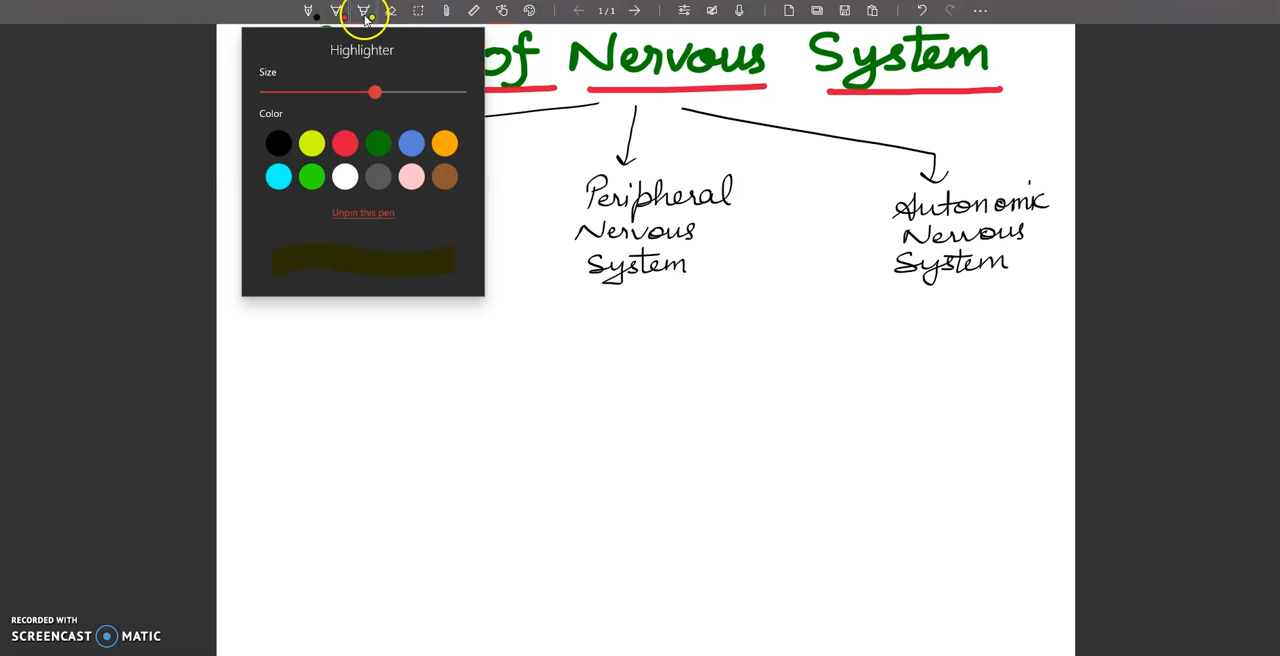 1/1
Highlighter
Size
Color
Unpin this pen
of Nervous System
Peripheral
Nervous
System
Autonomic
Nervous
System
RECORDED WITH
SCREENCAST MATIC